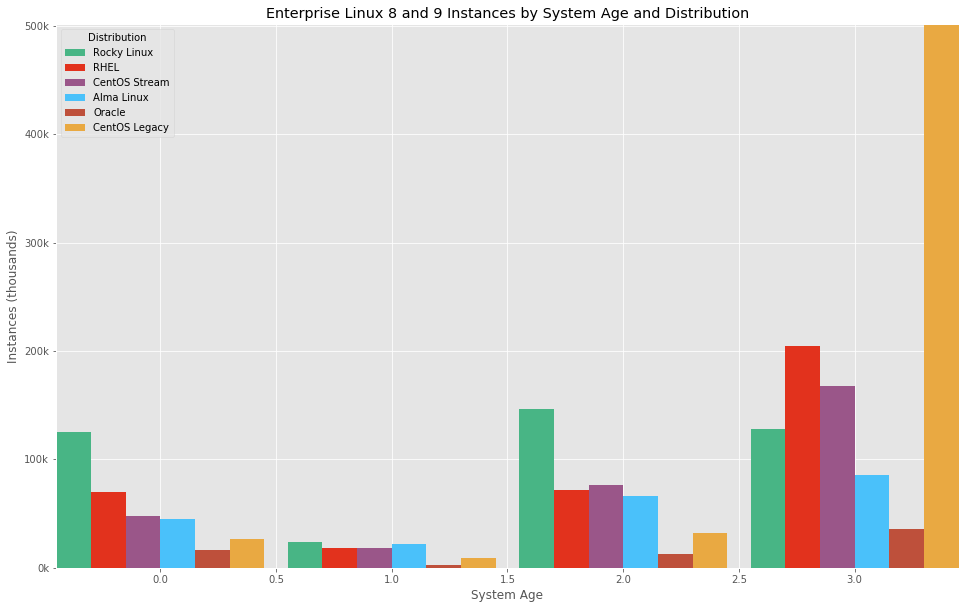 Enterprise Linux 8 and 9 Instances by System Age and Distribution
Distribution
Rocky Linux
RHEL
CentOS Stream
Alma Linux
Oracle
CentOS Legacy
Instances (thousands)
500k
400k
300k
200k
100k
0k
0.0 0.5 1.0 1.5 2.0 2.5 3.0
System Age